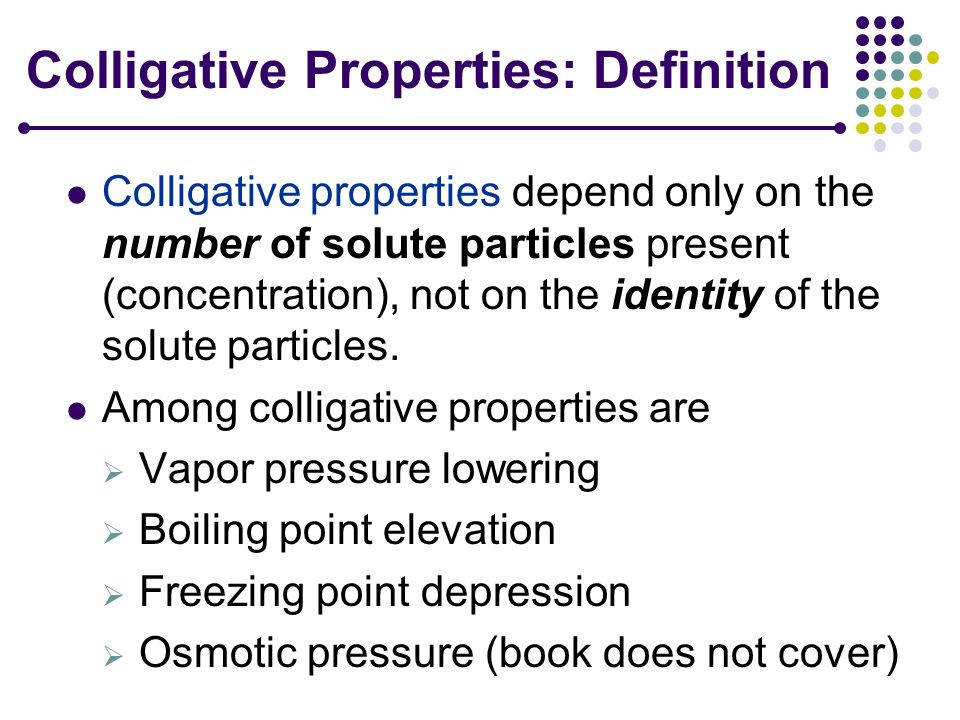 Colligative Properties: Definition
Colligative properties depend only on the
number of solute particles present
(concentration), not on the identity of the
solute particles.
Among colligative properties are
Vapor pressure lowering
Boiling point elevation
Freezing point depression
Osmotic pressure (book does not cover)